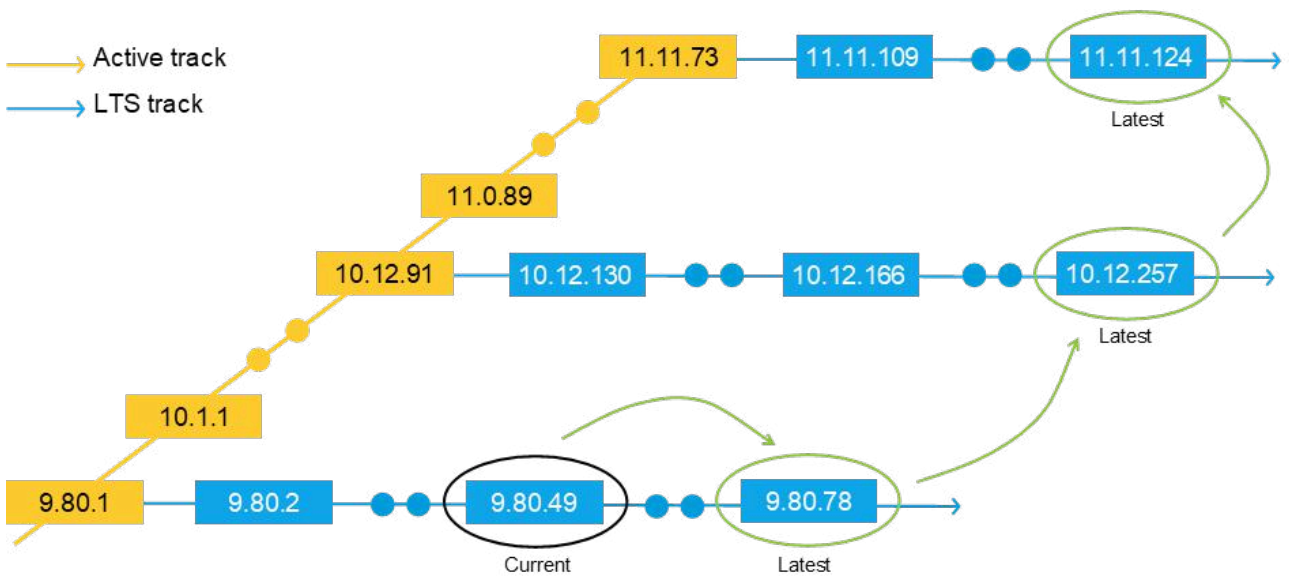 Active track
LTS track
11.11.73
11.11.109
11.11.124
Latest
11.0.89
10.12.91
10.12.130
10.12.166
10.12.257
Latest
10.1.1
9.80.1
9.80.2
9.80.49
9.80.78
Current
Latest